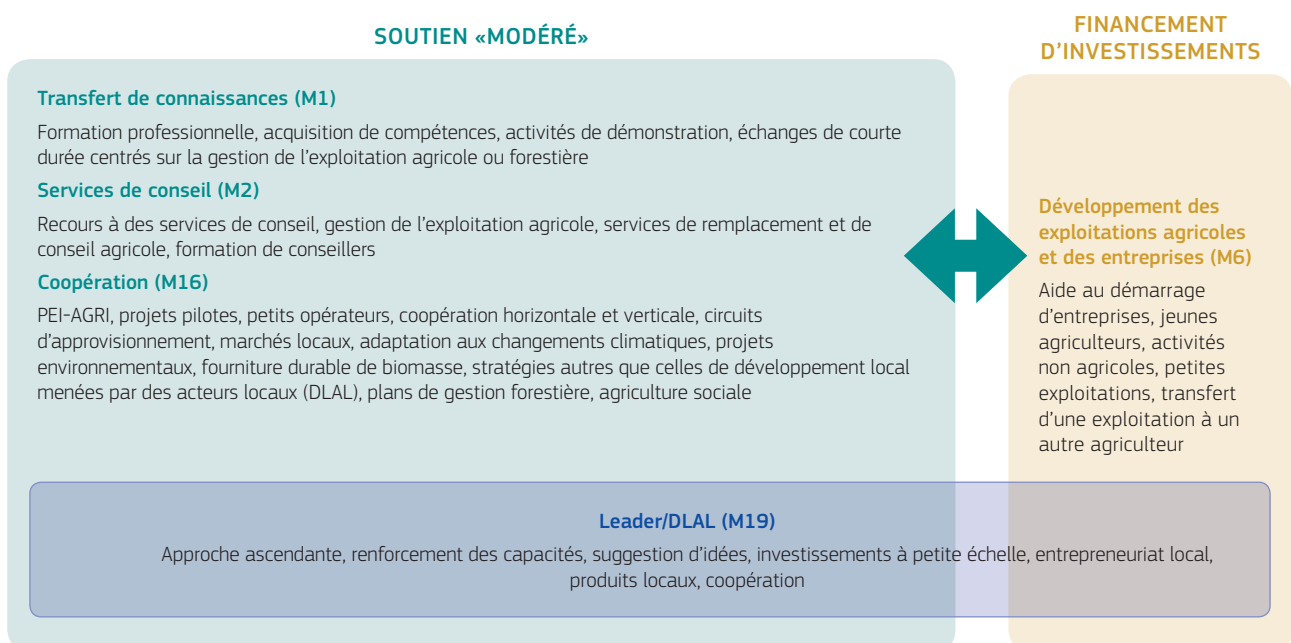 SOUTIEN «MODÉRÉ»
Transfert de connaissances (M1)
Formation professionnelle, acquisition de compétences, activités de démonstration, échanges de courte
durée centrés sur la gestion de l’exploitation agricole ou forestière
Services de conseil (M2)
Recours à des services de conseil, gestion de l’exploitation agricole, services de remplacement et de
conseil agricole, formation de conseillers
Coopération (M16)
PEI-AGRI, projets pilotes, petits opérateurs, coopération horizontale et verticale, circuits
d’approvisionnement, marchés locaux, adaptation aux changements climatiques, projets
environnementaux, fourniture durable de biomasse, stratégies autres que celles de développement local
menées par des acteurs locaux (DLAL), plans de gestion forestière, agriculture sociale
FINANCEMENT
D’INVESTISSEMENTS
Développement des
exploitations agricoles
et des entreprises (M6)
Aide au démarrage
d’entreprises, jeunes
agriculteurs, activités
non agricoles, petites
exploitations, transfert
d’une exploitation à un
autre agriculteur
Leader/DLAL (M19)
Approche ascendante, renforcement des capacités, suggestion d’idées, investissements à petite échelle, entrepreneuriat local,
produits locaux, coopération